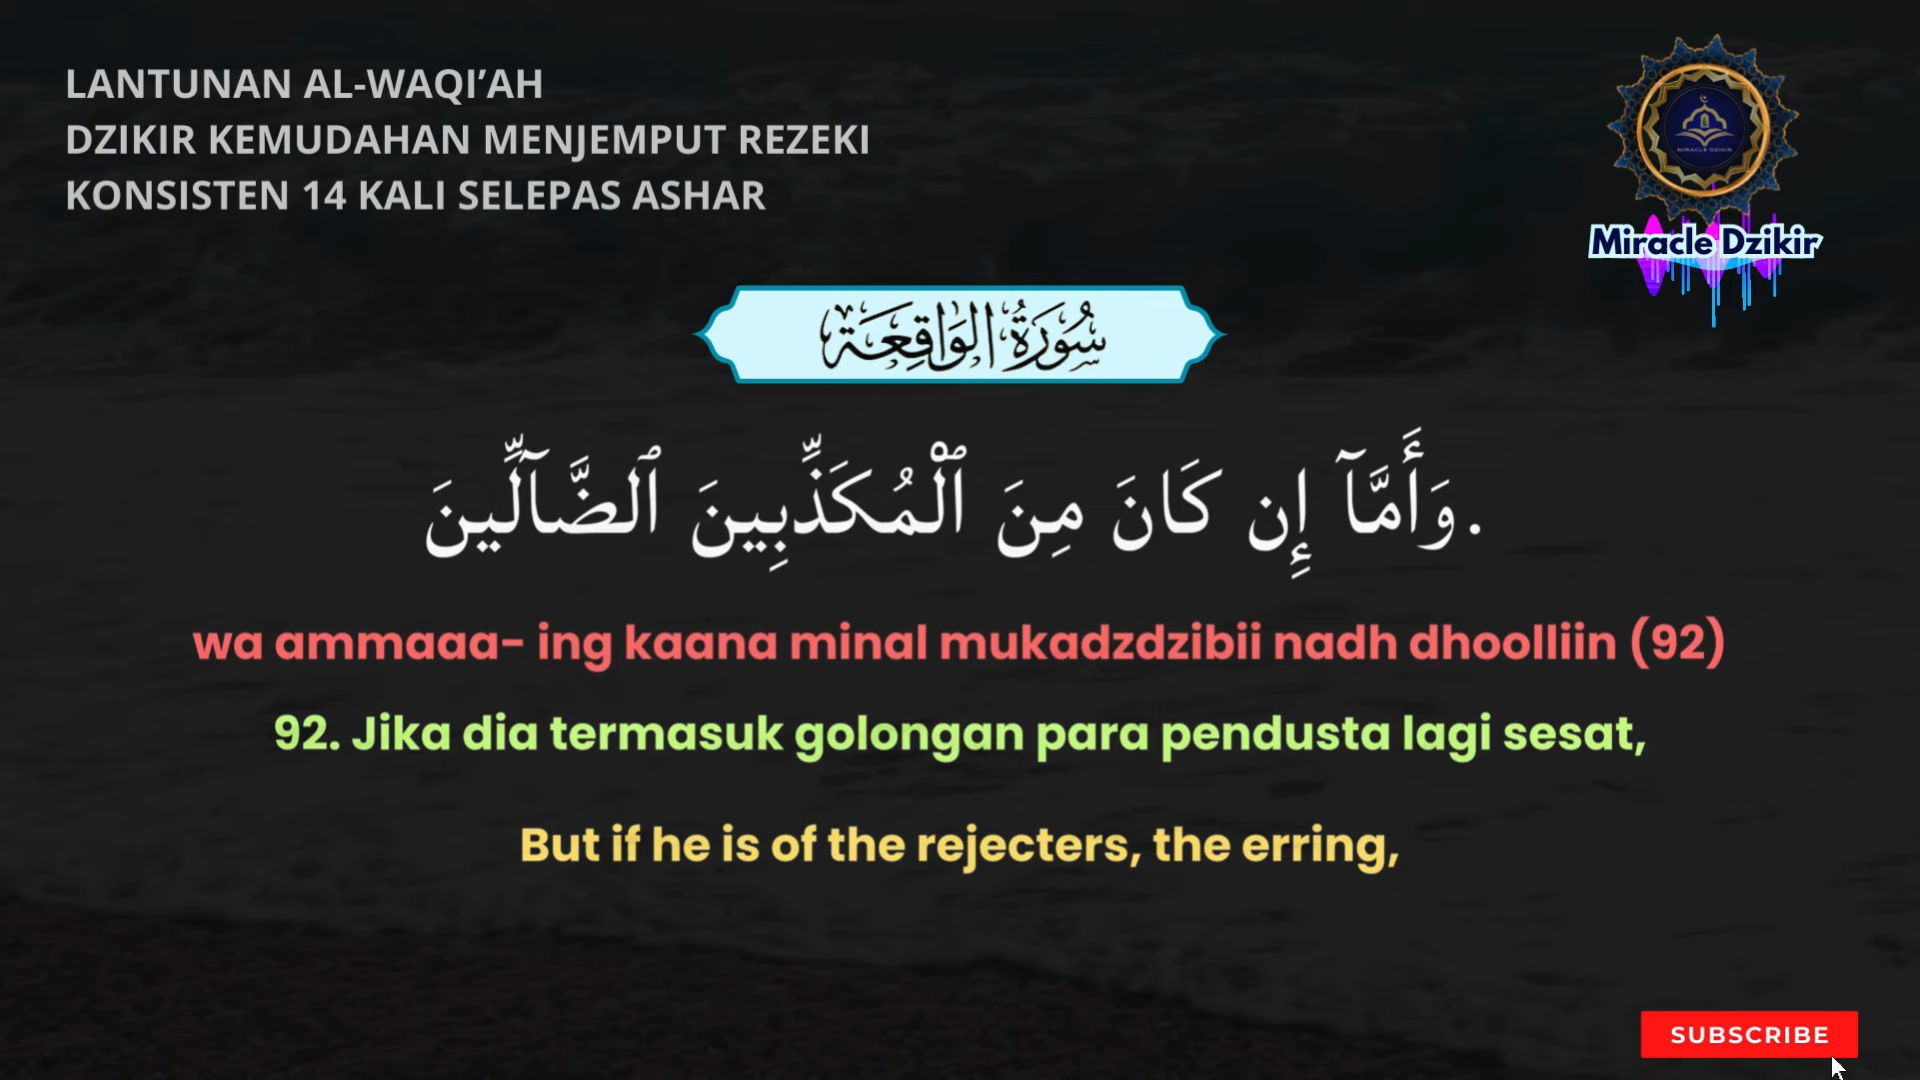 LANTUNAN AL-WAQI’AH
DZIKIR KEMUDAHAN MENJEMPUT REZEKI
KONSISTEN 14 KALI SELEPAS ASHAR
MIRACLE DZIKIR
Miracle Dzikir
سُورَةُ الوَاقِعَة
.وَأَمَّآ إِن كَانَ مِنَ ٱلْمُكَذِّبِينَ ٱلضَّآلِّينَ
wa ammaaa- ing kaana minal mukadzdzibii nadh dhoolliin (92)
92. Jika dia termasuk golongan para pendusta lagi sesat,
But if he is of the rejecters, the erring,
SUBSCRIBE